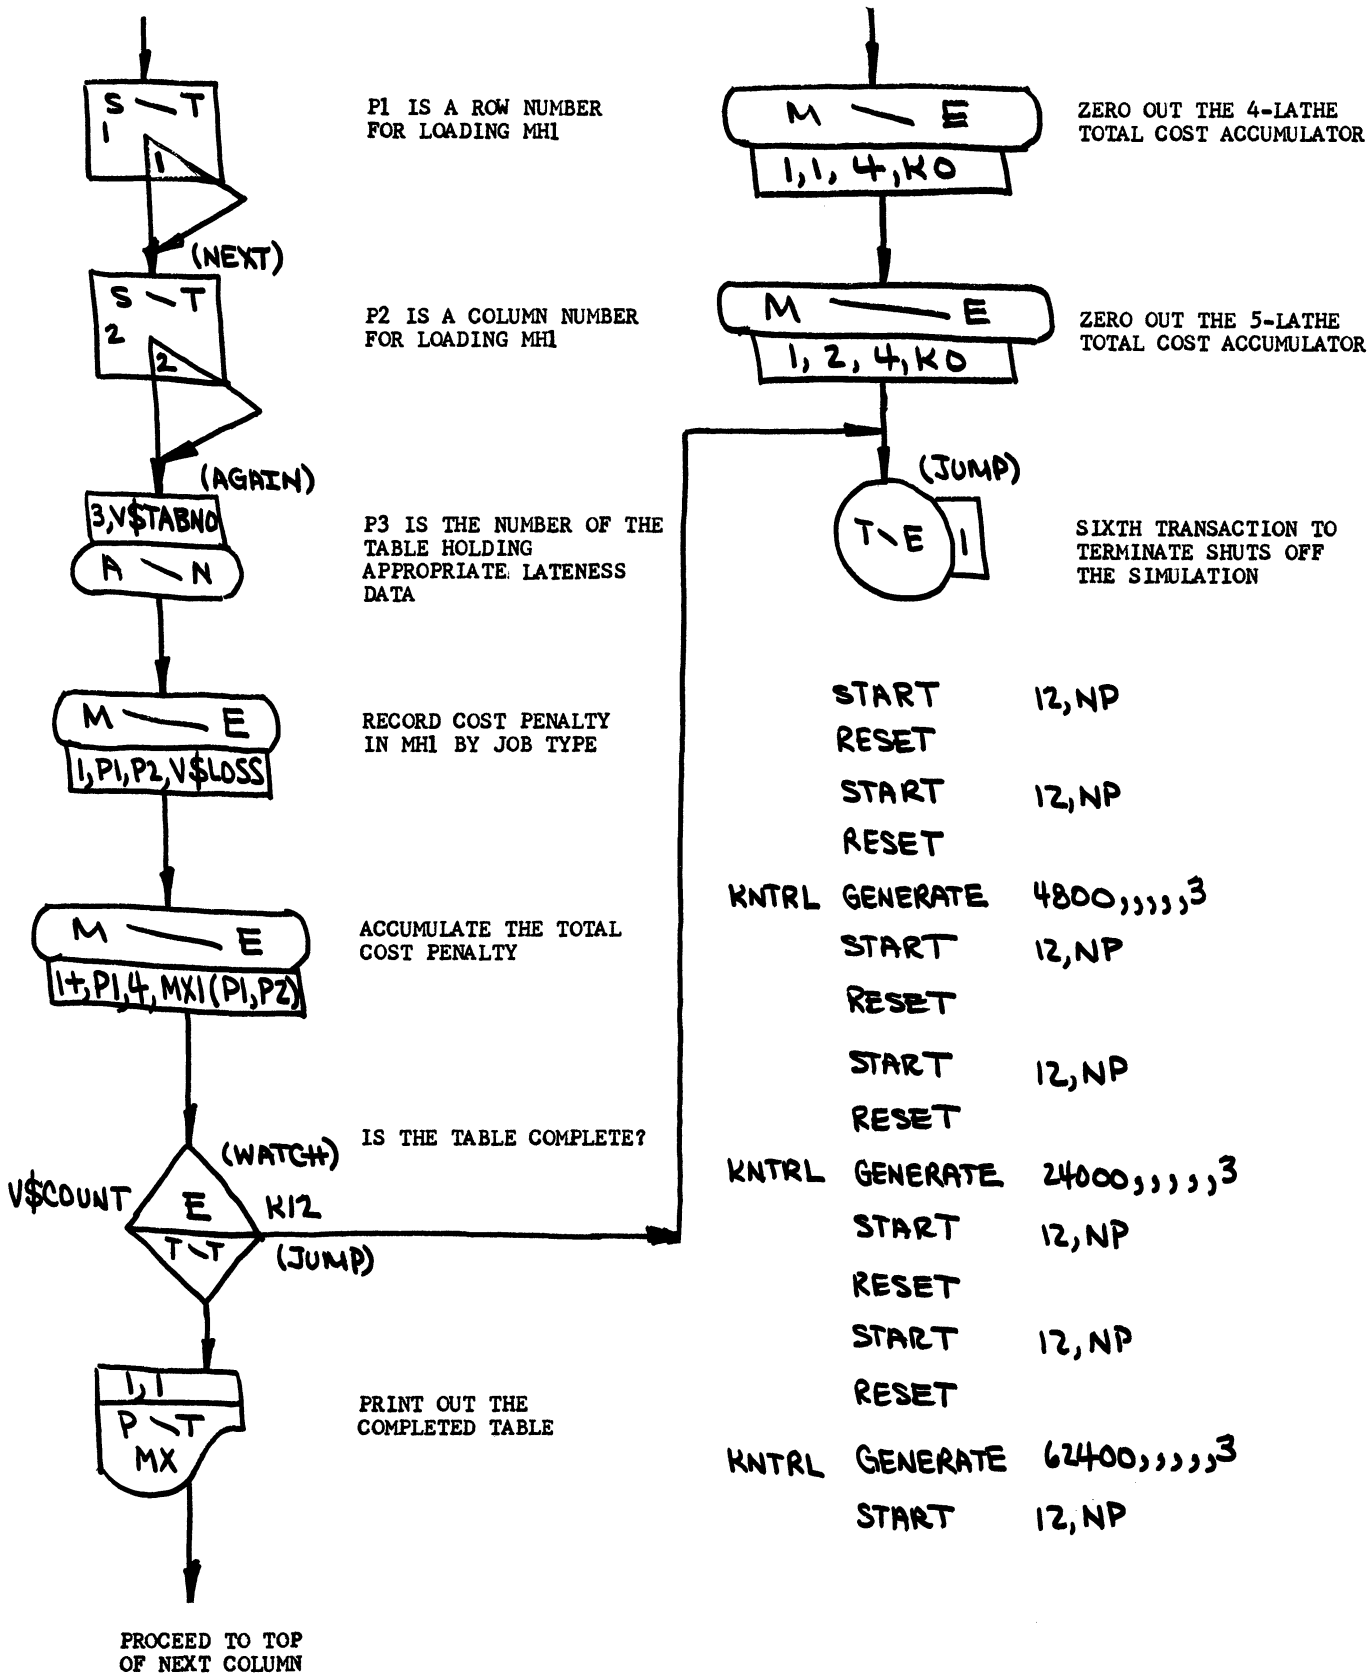 S T
1
1
P1 IS A ROW NUMBER
FOR LOADING MH1
(NEXT)
S T
2
2
P2 IS A COLUMN NUMBER
FOR LOADING MH1
(AGAIN)
3,V$TABNO
A N
P3 IS THE NUMBER OF THE
TABLE HOLDING
APPROPRIATE LATENESS
DATA
M E
1,P1,P2,V$LOSS
RECORD COST PENALTY
IN MH1 BY JOB TYPE
M E
1+,P1,4,MX1(P1,P2)
ACCUMULATE THE TOTAL
COST PENALTY
IS THE TABLE COMPLETE?
(WATCH)
V$COUNT
E
K12
T T
(JUMP)
1,1
P T
MX
PRINT OUT THE
COMPLETED TABLE
PROCEED TO TOP
OF NEXT COLUMN
M E
1,1,4,K0
ZERO OUT THE 4-LATHE
TOTAL COST ACCUMULATOR
M E
1,2,4,K0
ZERO OUT THE 5-LATHE
TOTAL COST ACCUMULATOR
(JUMP)
T E
1
SIXTH TRANSACTION TO
TERMINATE SHUTS OFF
THE SIMULATION
START 12,NP
RESET
START 12,NP
RESET
KNTRL GENERATE 4800,,,,,3
START 12,NP
RESET
START 12,NP
RESET
KNTRL GENERATE 24000,,,,,3
START 12,NP
RESET
START 12,NP
RESET
KNTRL GENERATE 62400,,,,,3
START 12,NP